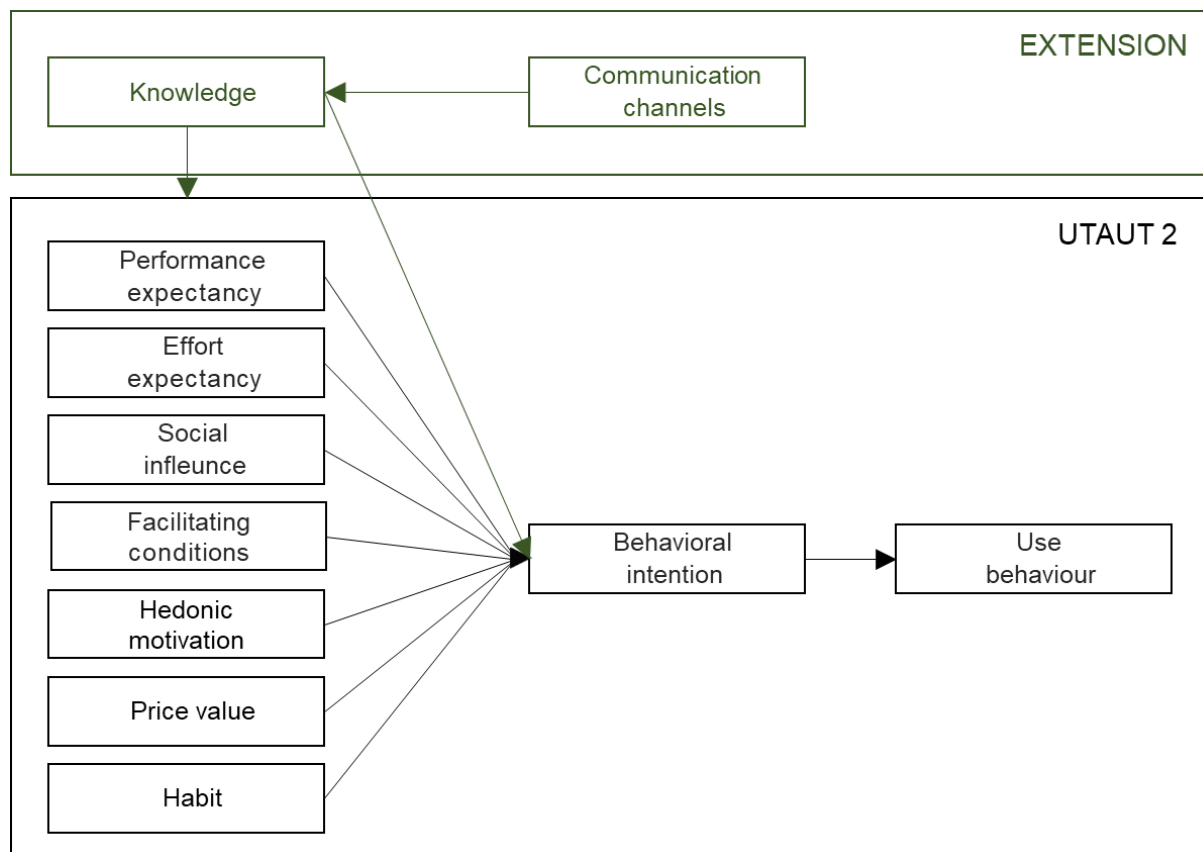 EXTENSION
Knowledge
Communication
channels
UTAUT 2
Performance
expectancy
Effort
expectancy
Social
infleunce
Facilitating
conditions
Hedonic
motivation
Price value
Habit
Behavioral
intention
Use
behaviour